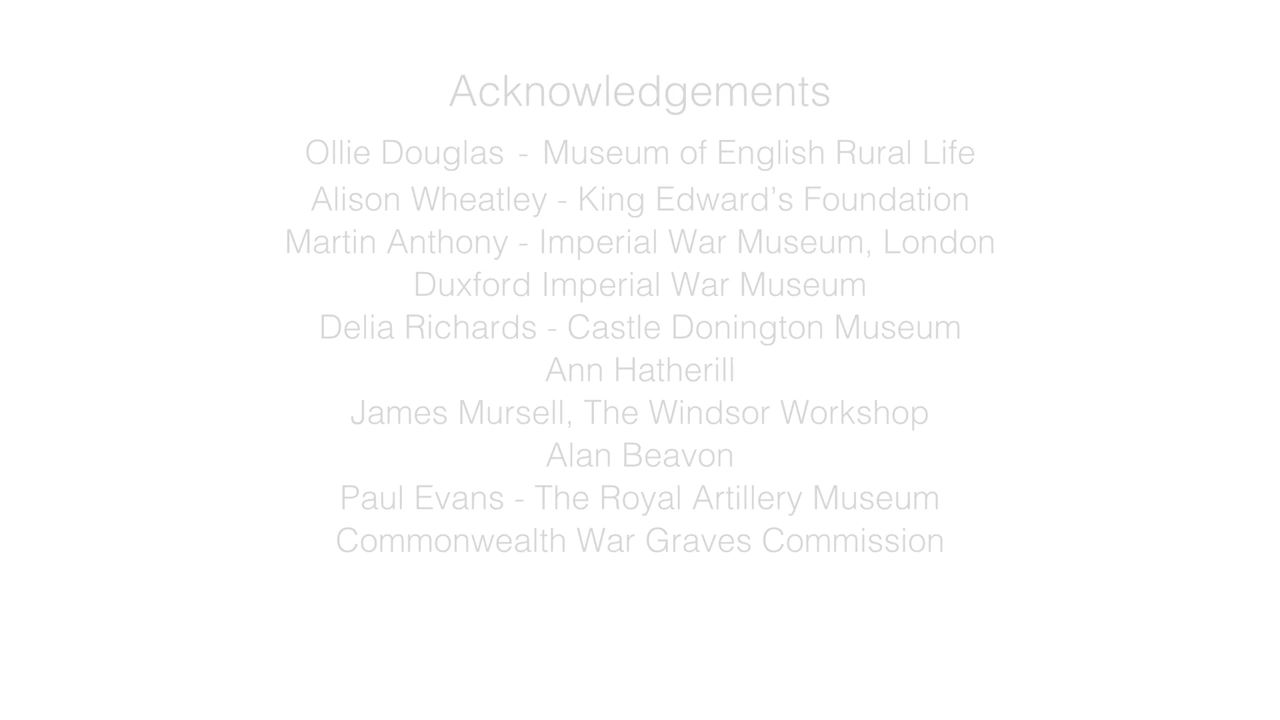 Acknowledgements
Ollie Douglas - Museum of English Rural Life
Alison Wheatley - King Edward’s Foundation
Martin Anthony - Imperial War Museum, London
Duxford Imperial War Museum
Delia Richards - Castle Donington Museum
Ann Hatherill
James Mursell, The Windsor Workshop
Alan Beavon
Paul Evans - The Royal Artillery Museum
Commonwealth War Graves Commission